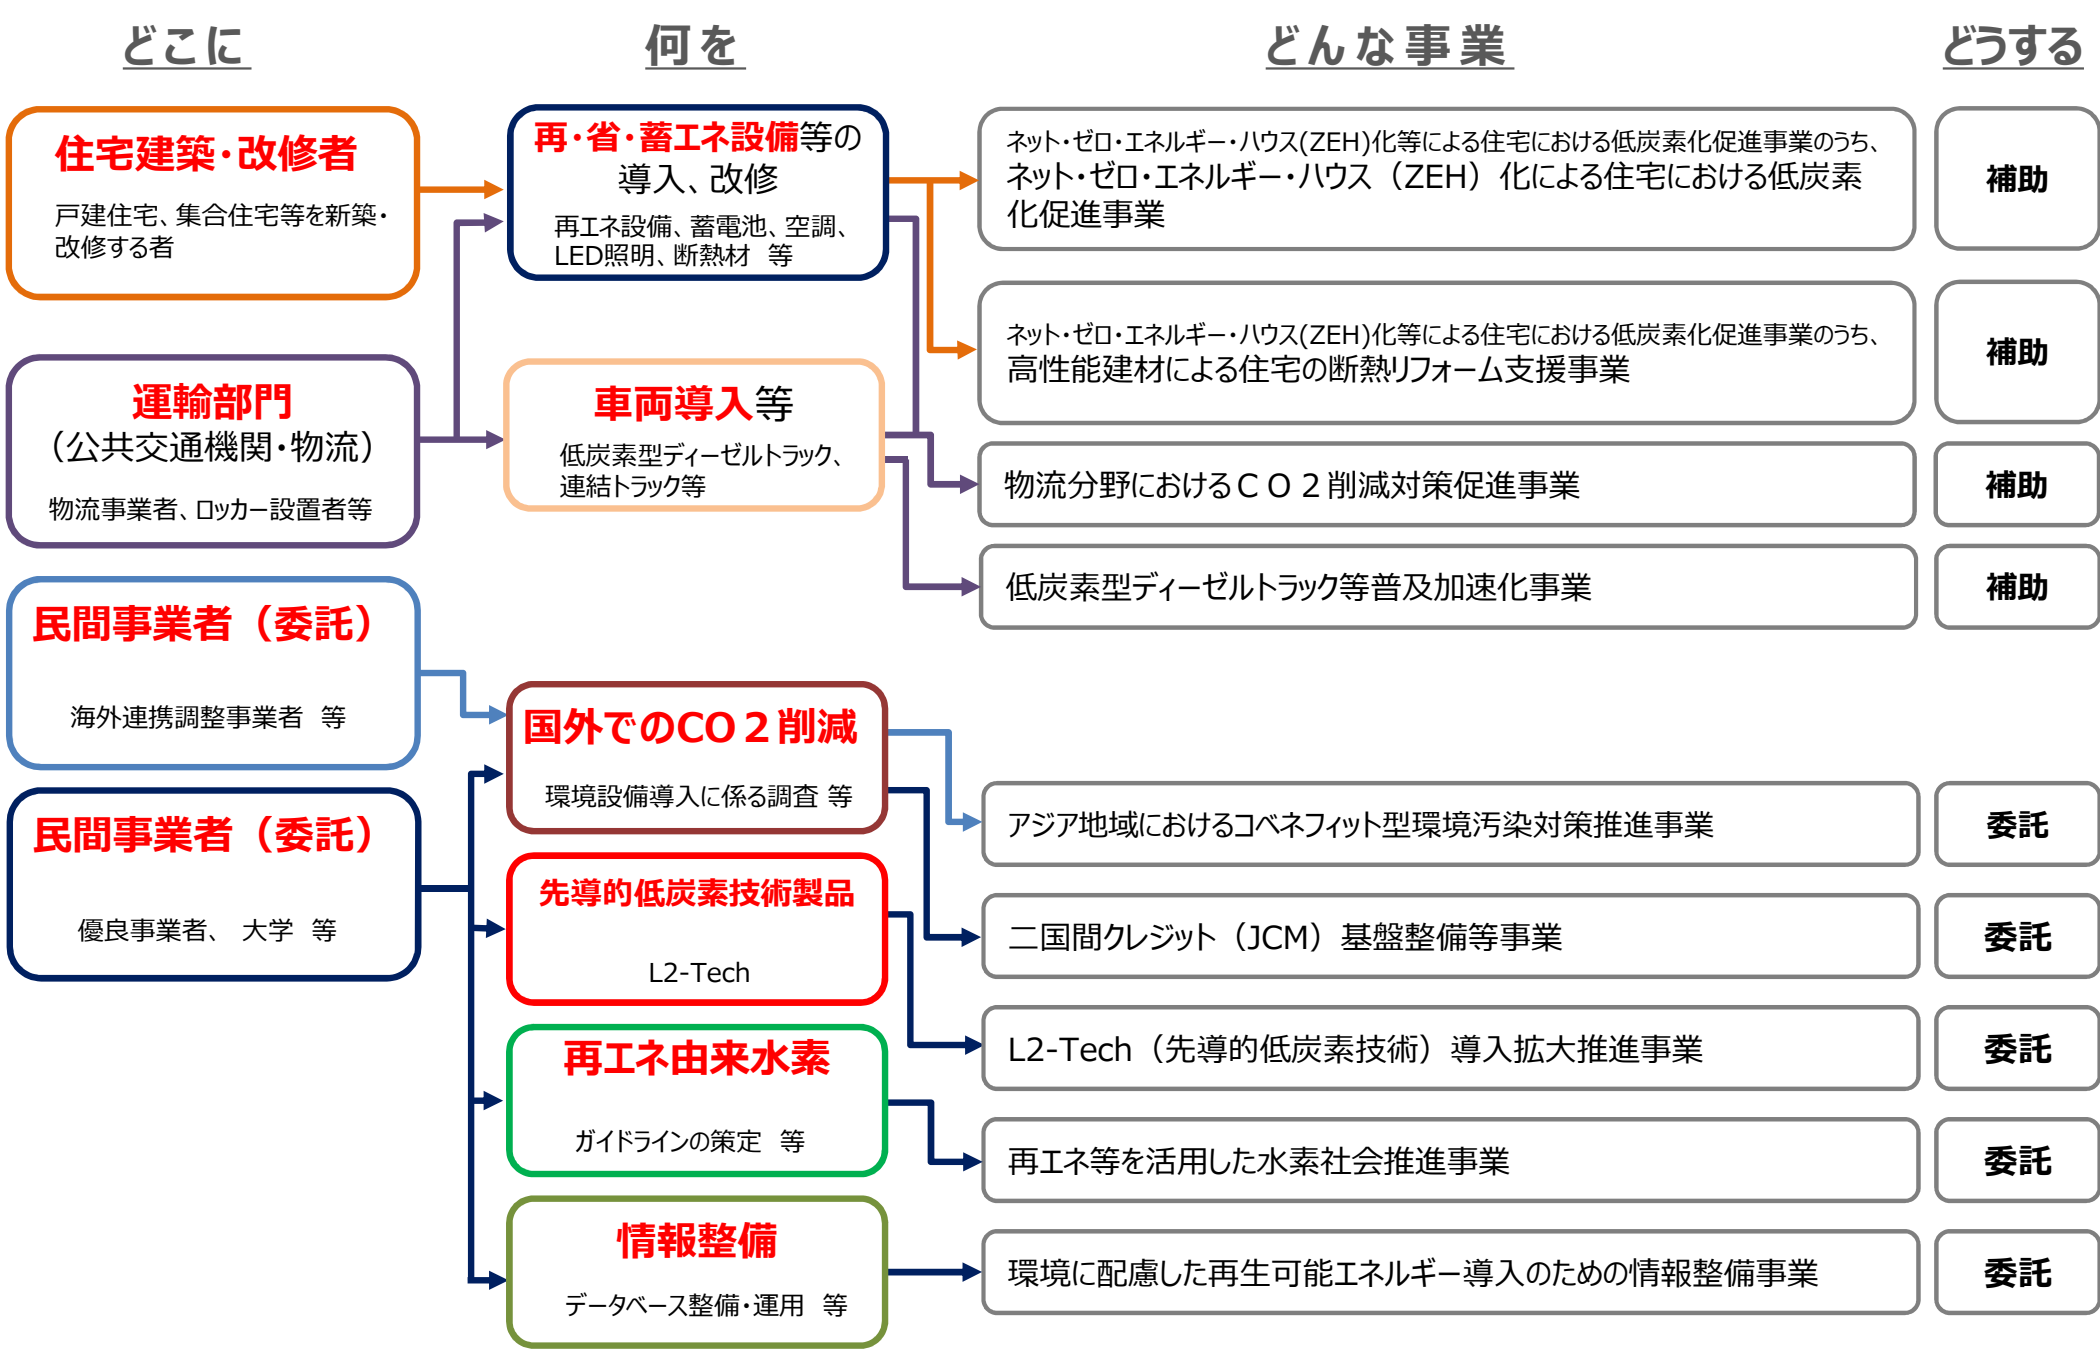 どこに
何を
どんな事業
どうする
住宅建築・改修者
戸建住宅、集合住宅等を新築・
改修する者
再・省・蓄エネ設備等の
導入、改修
再エネ設備、蓄電池、空調、
LED照明、断熱材　等
ネット・ゼロ・エネルギー・ハウス(ZEH)化等による住宅における低炭素化促進事業のうち、
ネット・ゼロ・エネルギー・ハウス（ZEH）化による住宅における低炭素
化促進事業
補助
ネット・ゼロ・エネルギー・ハウス(ZEH)化等による住宅における低炭素化促進事業のうち、
高性能建材による住宅の断熱リフォーム支援事業
補助
運輸部門
（公共交通機関・物流）
物流事業者、ロッカー設置者等
車両導入等
低炭素型ディーゼルトラック、
連結トラック等
物流分野におけるＣＯ２削減対策促進事業
補助
低炭素型ディーゼルトラック等普及加速化事業
補助
民間事業者（委託）
海外連携調整事業者　等
国外でのCO２削減
環境設備導入に係る調査 等
アジア地域におけるコベネフィット型環境汚染対策推進事業
委託
民間事業者（委託）
優良事業者、 大学　等
先導的低炭素技術製品
L2-Tech
二国間クレジット（JCM）基盤整備等事業
委託
L2-Tech（先導的低炭素技術）導入拡大推進事業
委託
再エネ由来水素
ガイドラインの策定　等
再エネ等を活用した水素社会推進事業
委託
情報整備
データベース整備・運用　等
環境に配慮した再生可能エネルギー導入のための情報整備事業
委託